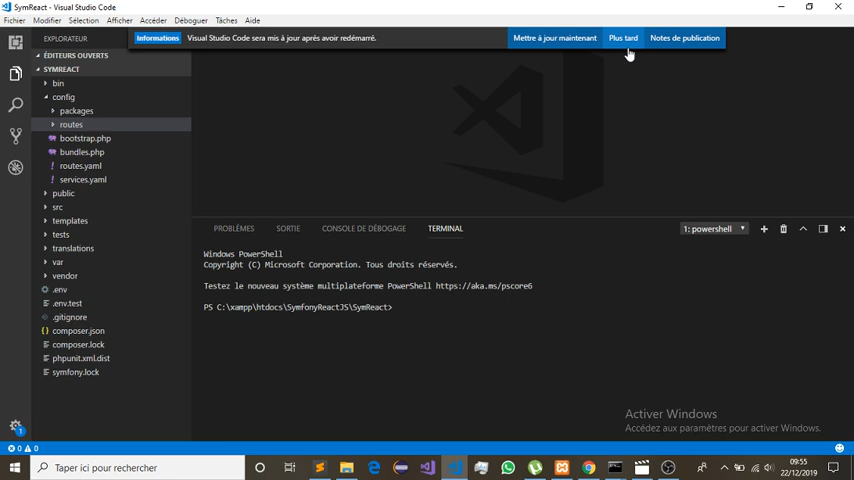 SymReact - Visual Studio Code
Fichier Modifier Sélection Afficher Accéder Déboguer Tâches Aide
EXPLORATEUR
Informations Visual Studio Code sera mis à jour après avoir redémarré. Mettre à jour maintenant Plus tard Notes de publication
ÉDITEURS OUVERTS
SYMREACT
bin
config
packages
routes
bootstrap.php
bundles.php
routes.yaml
services.yaml
public
src
templates
tests
translations
var
vendor
.env
.env.test
.gitignore
composer.json
composer.lock
phpunit.xml.dist
symfony.lock
PROBLÈMES SORTIE CONSOLE DE DÉBOGAGE TERMINAL 1: powershell
Windows PowerShell
Copyright (C) Microsoft Corporation. Tous droits réservés.
Testez le nouveau système multiplateforme PowerShell https://aka.ms/pscore6
PS C:\xampp\htdocs\SymfonyReactJS\SymReact>
Activer Windows
Accédez aux paramètres pour activer Windows.
1
0 0
Taper ici pour rechercher
09:55
22/12/2019